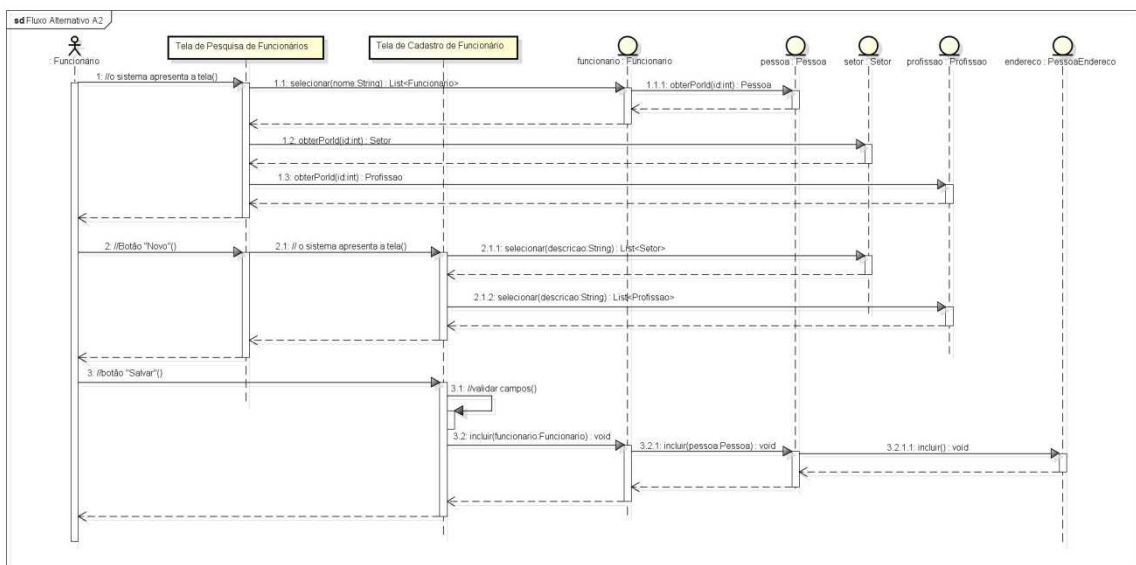 sd Fluxo Alternativo A2
: Funcionário
Tela de Pesquisa de Funcionários
Tela de Cadastro de Funcionário
funcionario : Funcionario
pessoa : Pessoa
setor : Setor
profissao : Profissao
endereco : PessoaEndereco
1: //o sistema apresenta a tela()
1.1: selecionar(nome:String) : List<Funcionario>
1.1.1: obterPorId(id:int) : Pessoa
1.2: obterPorId(id:int) : Setor
1.3: obterPorId(id:int) : Profissao
2: //Botão "Novo"()
2.1: // o sistema apresenta a tela()
2.1.1: selecionar(descricao:String) : List<Setor>
2.1.2: selecionar(descricao:String) : List<Profissao>
3: //botão "Salvar"()
3.1: //validar campos()
3.2: incluir(funcionario:Funcionario) : void
3.2.1: incluir(pessoa:Pessoa) : void
3.2.1.1: incluir() : void